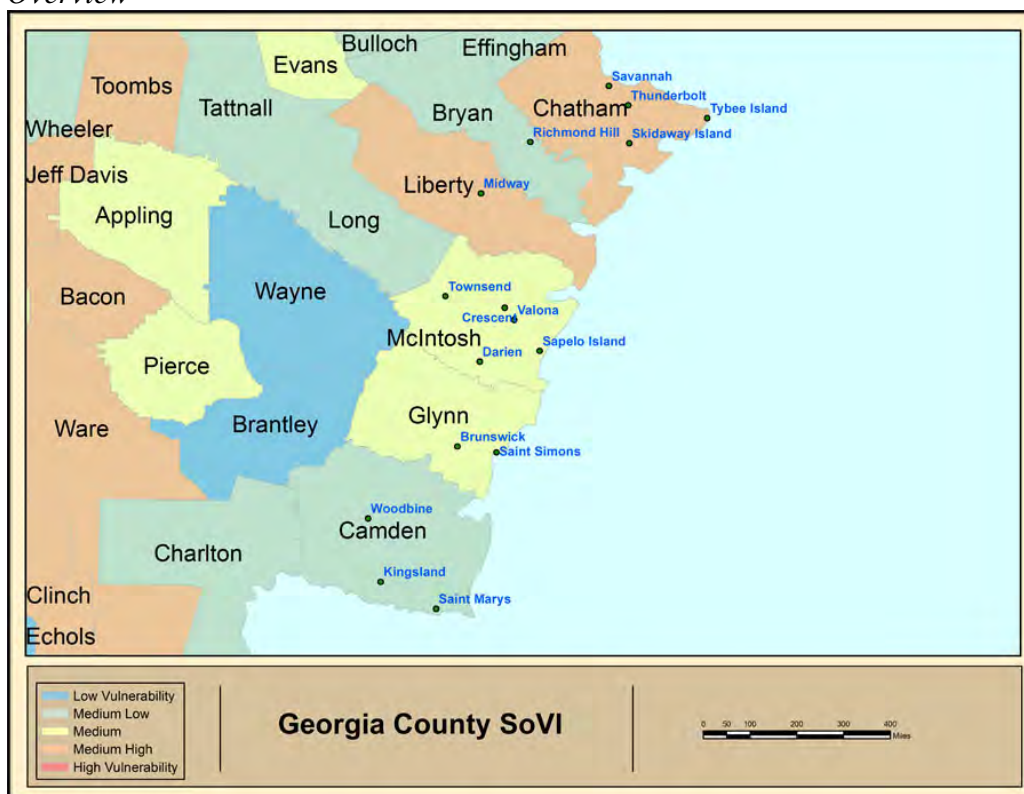 Overview
Bulloch
Effingham
Evans
Toombs
Tattnall
Savannah
Thunderbolt
Chatham
Tybee Island
Bryan
Wheeler
Richmond Hill
Skidaway Island
Jeff Davis
Liberty
Midway
Appling
Long
Bacon
Wayne
Townsend
Valona
Crescent
McIntosh
Sapelo Island
Darien
Pierce
Glynn
Ware
Brantley
Brunswick
Saint Simons
Woodbine
Camden
Charlton
Kingsland
Clinch
Saint Marys
Echols
Low Vulnerability
Medium Low
Medium
Medium High
High Vulnerability
Georgia County SoVI
0 50 100 200 300 400
Miles